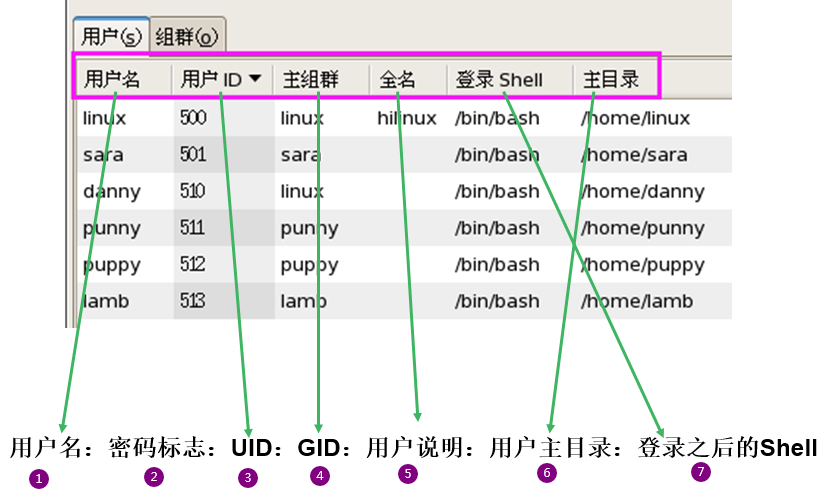 用户(s) 组群(o)
用户名 用户 ID 主组群 全名 登录 Shell 主目录
linux 500 linux hilinux /bin/bash /home/linux
sara 501 sara /bin/bash /home/sara
danny 510 linux /bin/bash /home/danny
punny 511 punny /bin/bash /home/punny
puppy 512 puppy /bin/bash /home/puppy
lamb 513 lamb /bin/bash /home/lamb
用户名：密码标志：UID：GID：用户说明：用户主目录：登录之后的Shell
1 2 3 4 5 6 7